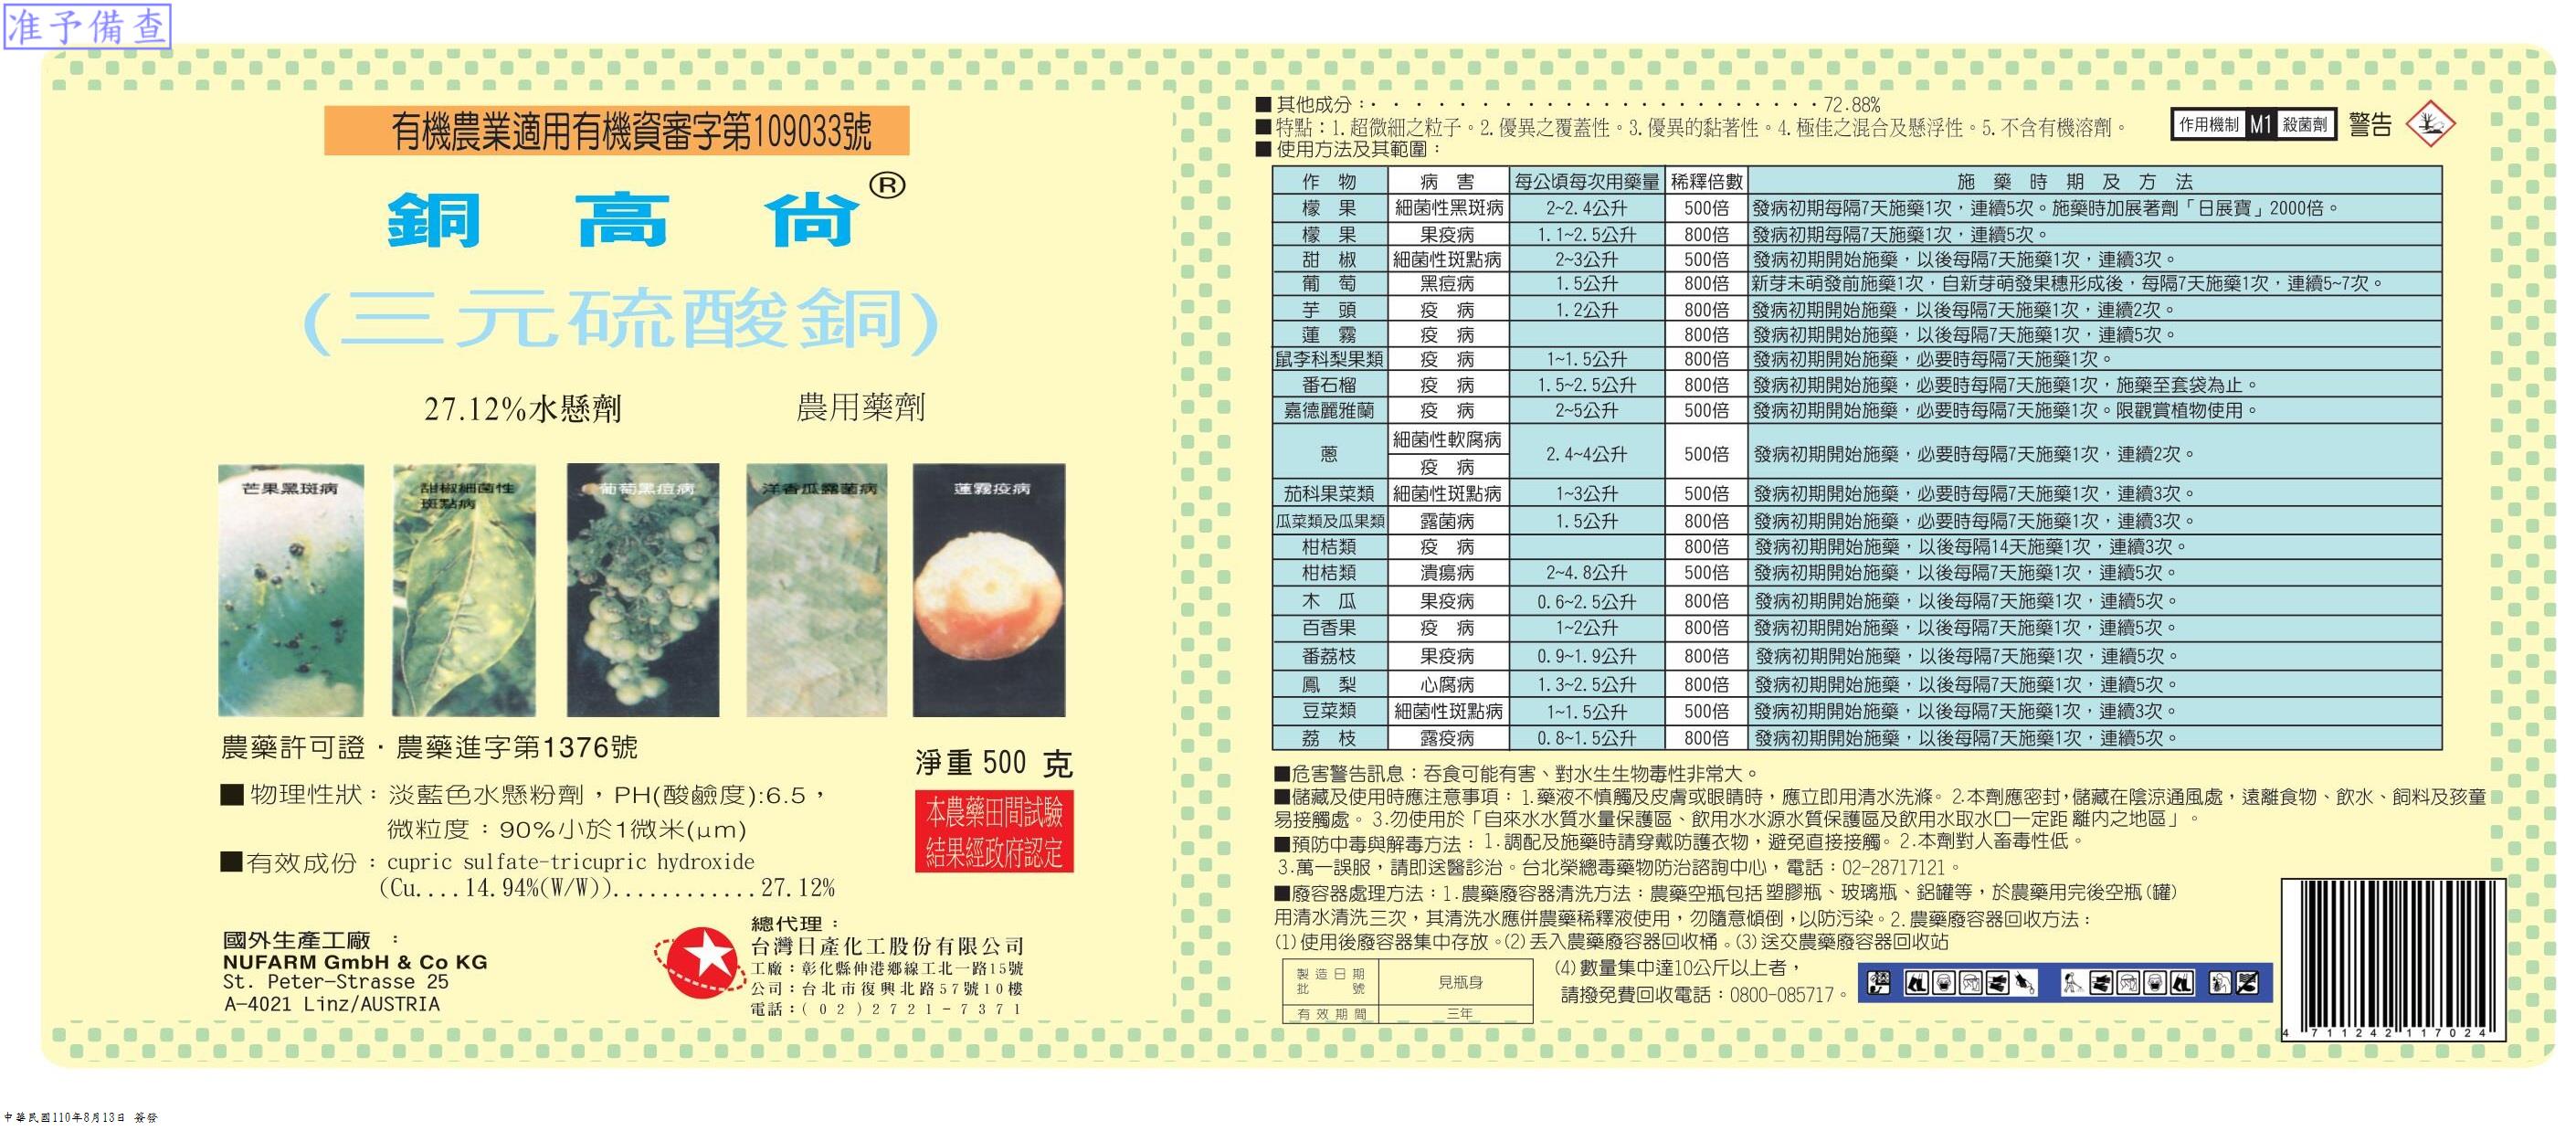 准予備查
有機農業適用有機資審字第109033號
銅高尚®
(三元硫酸銅)
27.12%水懸劑 農用藥劑
芒果黑斑病
甜椒細菌性
斑點病
葡萄黑痘病
洋香瓜露菌病
蓮霧疫病
農藥許可證・農藥進字第1376號
淨重 500 克
■物理性狀：淡藍色水懸粉劑，PH(酸鹼度):6.5，
微粒度：90%小於1微米(μm)
■有效成份：cupric sulfate-tricupric hydroxide
(Cu....14.94%(W/W))............27.12%
本農藥田間試驗
結果經政府認定
國外生產工廠 ：
NUFARM GmbH & Co KG
St. Peter-Strasse 25
A-4021 Linz/AUSTRIA
總代理：
台灣日產化工股份有限公司
工廠：彰化縣伸港鄉線工北一路15號
公司：台北市復興北路57號10樓
電話：(02)2721-7371
■其他成分：・・・・・・・・・・・・・・・・・・・・・72.88%
■特點：1.超微細之粒子。2.優異之覆蓋性。3.優異的黏著性。4.極佳之混合及懸浮性。5.不含有機溶劑。
作用機制 M1 殺菌劑 警告
■使用方法及其範圍：
作物 病害 每公頃每次用藥量 稀釋倍數 施藥時期及方法
檬果 細菌性黑斑病 2~2.4公升 500倍 發病初期每隔7天施藥1次，連續5次。施藥時加展著劑「日展寶」2000倍。
檬果 果疫病 1.1~2.5公升 800倍 發病初期每隔7天施藥1次，連續5次。
甜椒 細菌性斑點病 2~3公升 500倍 發病初期開始施藥，以後每隔7天施藥1次，連續3次。
葡萄 黑痘病 1.5公升 800倍 新芽未萌發前施藥1次，自新芽萌發果穗形成後，每隔7天施藥1次，連續5~7次。
芋頭 疫病 1.2公升 800倍 發病初期開始施藥，以後每隔7天施藥1次，連續2次。
蓮霧 疫病 800倍 發病初期開始施藥，以後每隔7天施藥1次，連續5次。
鼠李科梨果類 疫病 1~1.5公升 800倍 發病初期開始施藥，必要時每隔7天施藥1次。
番石榴 疫病 1.5~2.5公升 800倍 發病初期開始施藥，必要時每隔7天施藥1次，施藥至套袋為止。
嘉德麗雅蘭 疫病 2~5公升 500倍 發病初期開始施藥，必要時每隔7天施藥1次。限觀賞植物使用。
蔥 細菌性軟腐病 疫病 2.4~4公升 500倍 發病初期開始施藥，必要時每隔7天施藥1次，連續2次。
茄科果菜類 細菌性斑點病 1~3公升 500倍 發病初期開始施藥，必要時每隔7天施藥1次，連續3次。
瓜菜類及瓜果類 露菌病 1.5公升 800倍 發病初期開始施藥，必要時每隔7天施藥1次，連續3次。
柑桔類 疫病 800倍 發病初期開始施藥，以後每隔14天施藥1次，連續3次。
柑桔類 潰瘍病 2~4.8公升 500倍 發病初期開始施藥，以後每隔7天施藥1次，連續5次。
木瓜 果疫病 0.6~2.5公升 800倍 發病初期開始施藥，以後每隔7天施藥1次，連續5次。
百香果 疫病 1~2公升 800倍 發病初期開始施藥，以後每隔7天施藥1次，連續5次。
番荔枝 果疫病 0.9~1.9公升 800倍 發病初期開始施藥，以後每隔7天施藥1次，連續5次。
鳳梨 心腐病 1.3~2.5公升 800倍 發病初期開始施藥，以後每隔7天施藥1次，連續5次。
豆菜類 細菌性斑點病 1~1.5公升 500倍 發病初期開始施藥，以後每隔7天施藥1次，連續3次。
荔枝 露疫病 0.8~1.5公升 800倍 發病初期開始施藥，以後每隔7天施藥1次，連續5次。
■危害警告訊息：吞食可能有害、對水生生物毒性非常大。
■儲藏及使用時應注意事項：1.藥液不慎觸及皮膚或眼睛時，應立即用清水洗滌。2.本劑應密封，儲藏在陰涼通風處，遠離食物、飲水、飼料及孩童
易接觸處。3.勿使用於「自來水水質水量保護區、飲用水水源水質保護區及飲用水取水口一定距離內之地區」。
■預防中毒與解毒方法：1.調配及施藥時請穿戴防護衣物，避免直接接觸。2.本劑對人畜毒性低。
3.萬一誤服，請即送醫診治。台北榮總毒藥物防治諮詢中心，電話：02-28717121。
■廢容器處理方法：1.農藥廢容器清洗方法：農藥空瓶包括塑膠瓶、玻璃瓶、鋁罐等，於農藥用完後空瓶(罐)
用清水清洗三次，其清洗水應併農藥稀釋液使用，勿隨意傾倒，以防污染。2.農藥廢容器回收方法：
(1)使用後廢容器集中存放。(2)丟入農藥廢容器回收桶。(3)送交農藥廢容器回收站
(4)數量集中達10公斤以上者，
請撥免費回收電話：0800-085717。
製造日期
批號 見瓶身
有效期間 三年
4 711242 117024
中華民國110年8月13日 簽發